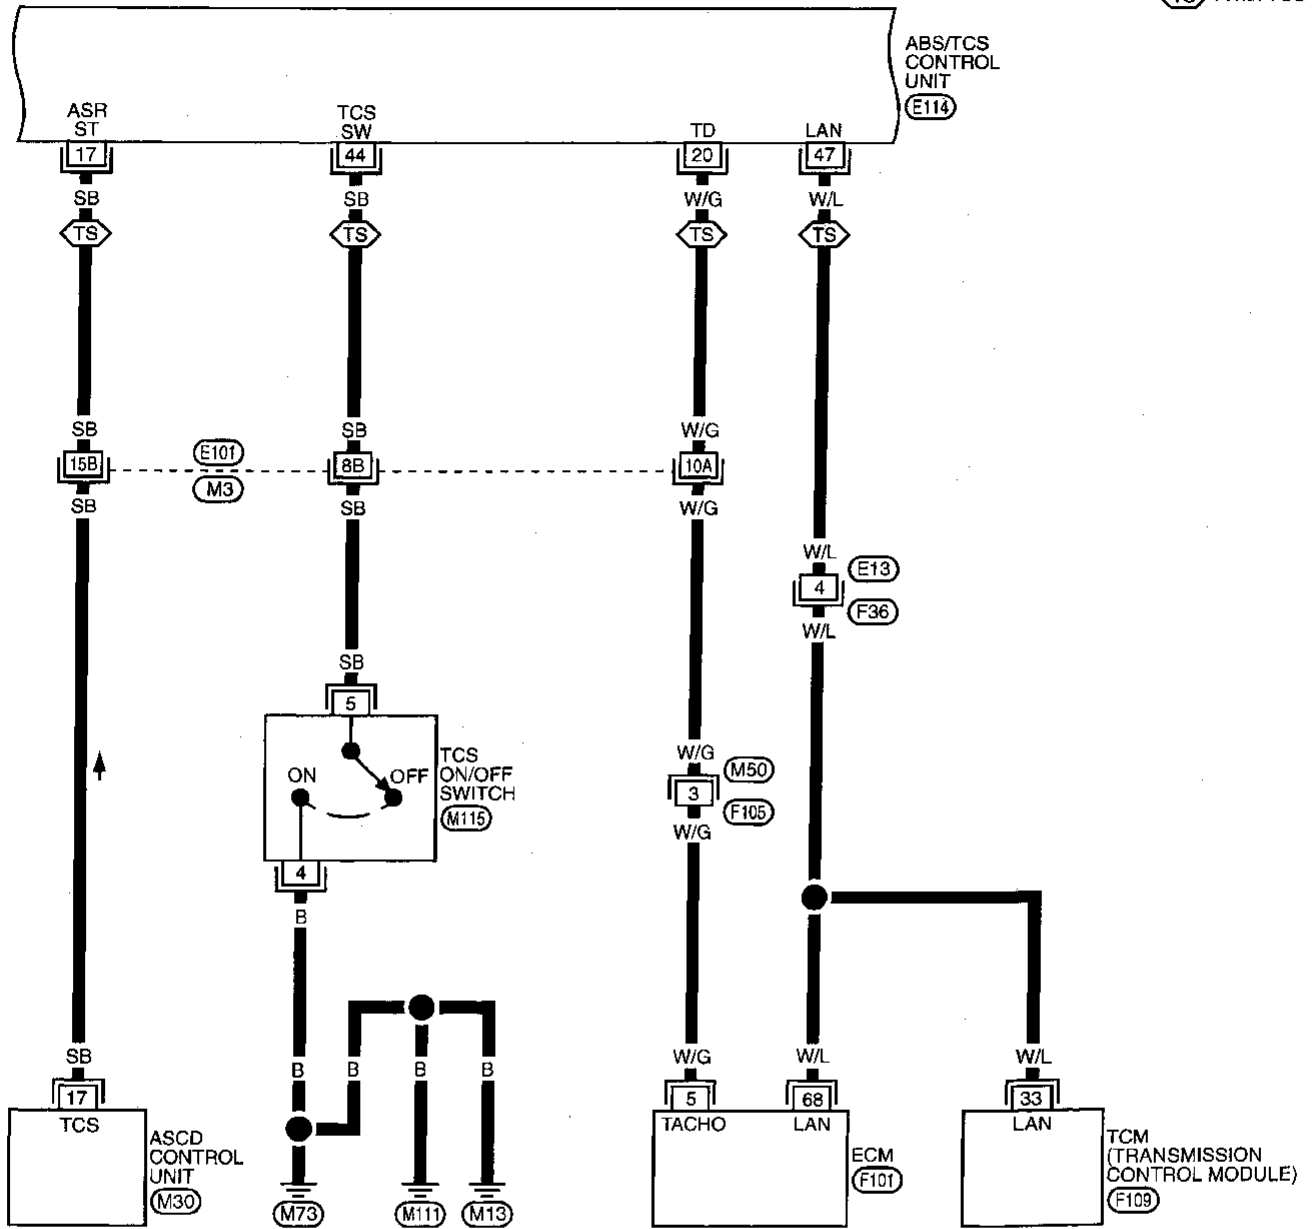 ABS/TCS
CONTROL
UNIT
E114
ASR
ST
TCS
SW
TD
LAN
17
44
20
47
SB
SB
W/G
W/L
TS
TS
TS
TS
SB
SB
W/G
15B
E101
M3
8B
10A
SB
SB
W/G
W/L
4
E13
F36
W/L
SB
5
TCS
ON/OFF
SWITCH
M115
ON
OFF
4
W/G
3
M50
F105
W/G
B
B
B
B
B
SB
17
TCS
ASCD
CONTROL
UNIT
M30
M73
M111
M13
W/G
W/L
W/L
5
68
33
TACHO
LAN
LAN
ECM
F101
TCM
(TRANSMISSION
CONTROL MODULE)
F109